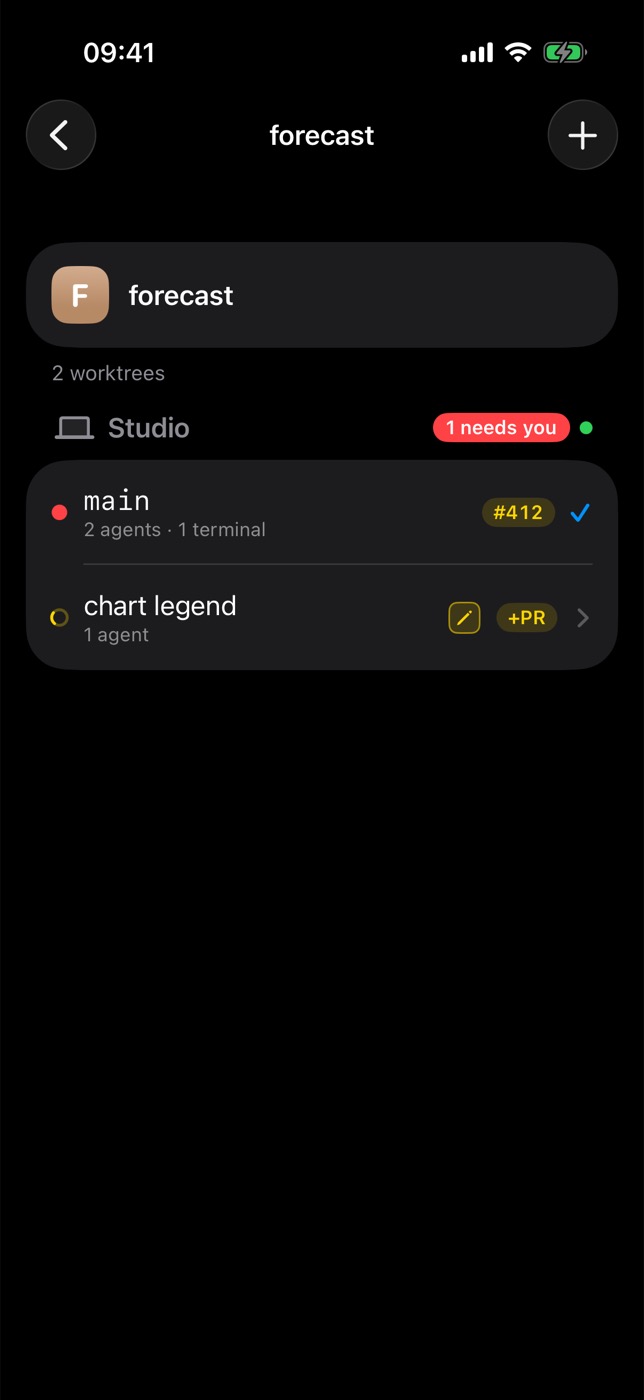 09:41
forecast
F
forecast
2 worktrees
Studio
1 needs you
main
#412
2 agents · 1 terminal
chart legend
+PR
1 agent